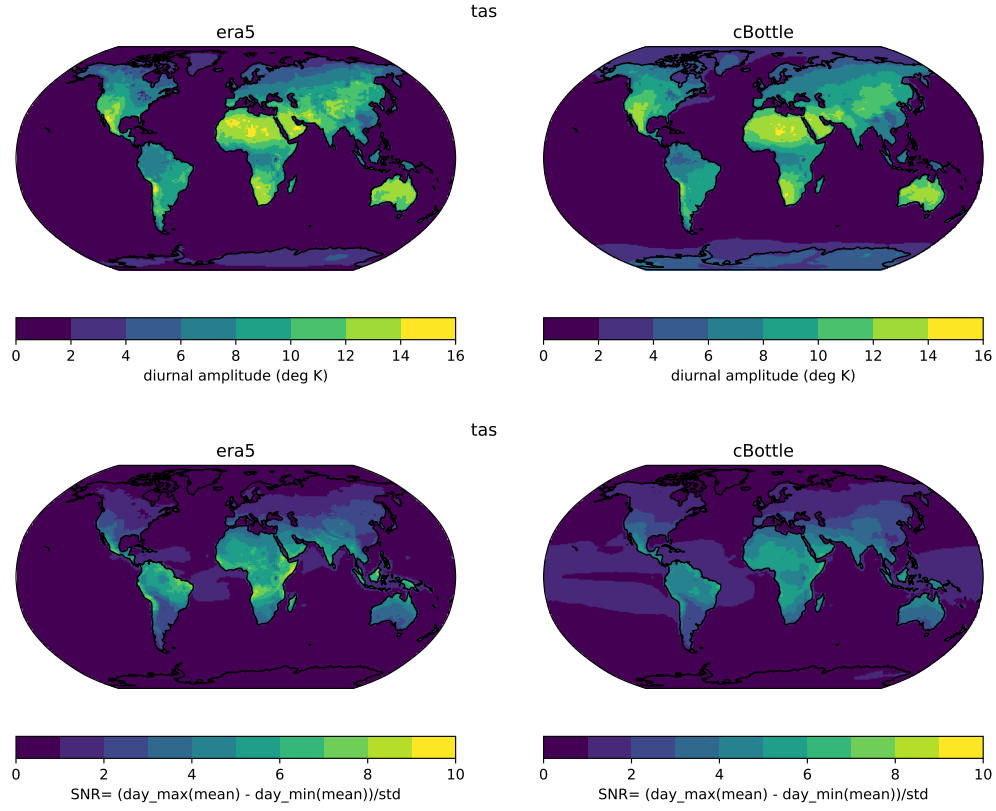 tas
era5
cBottle
0 2 4 6 8 10 12 14 16
0 2 4 6 8 10 12 14 16
diurnal amplitude (deg K)
diurnal amplitude (deg K)
tas
era5
cBottle
0 2 4 6 8 10
0 2 4 6 8 10
SNR= (day_max(mean) - day_min(mean))/std
SNR= (day_max(mean) - day_min(mean))/std